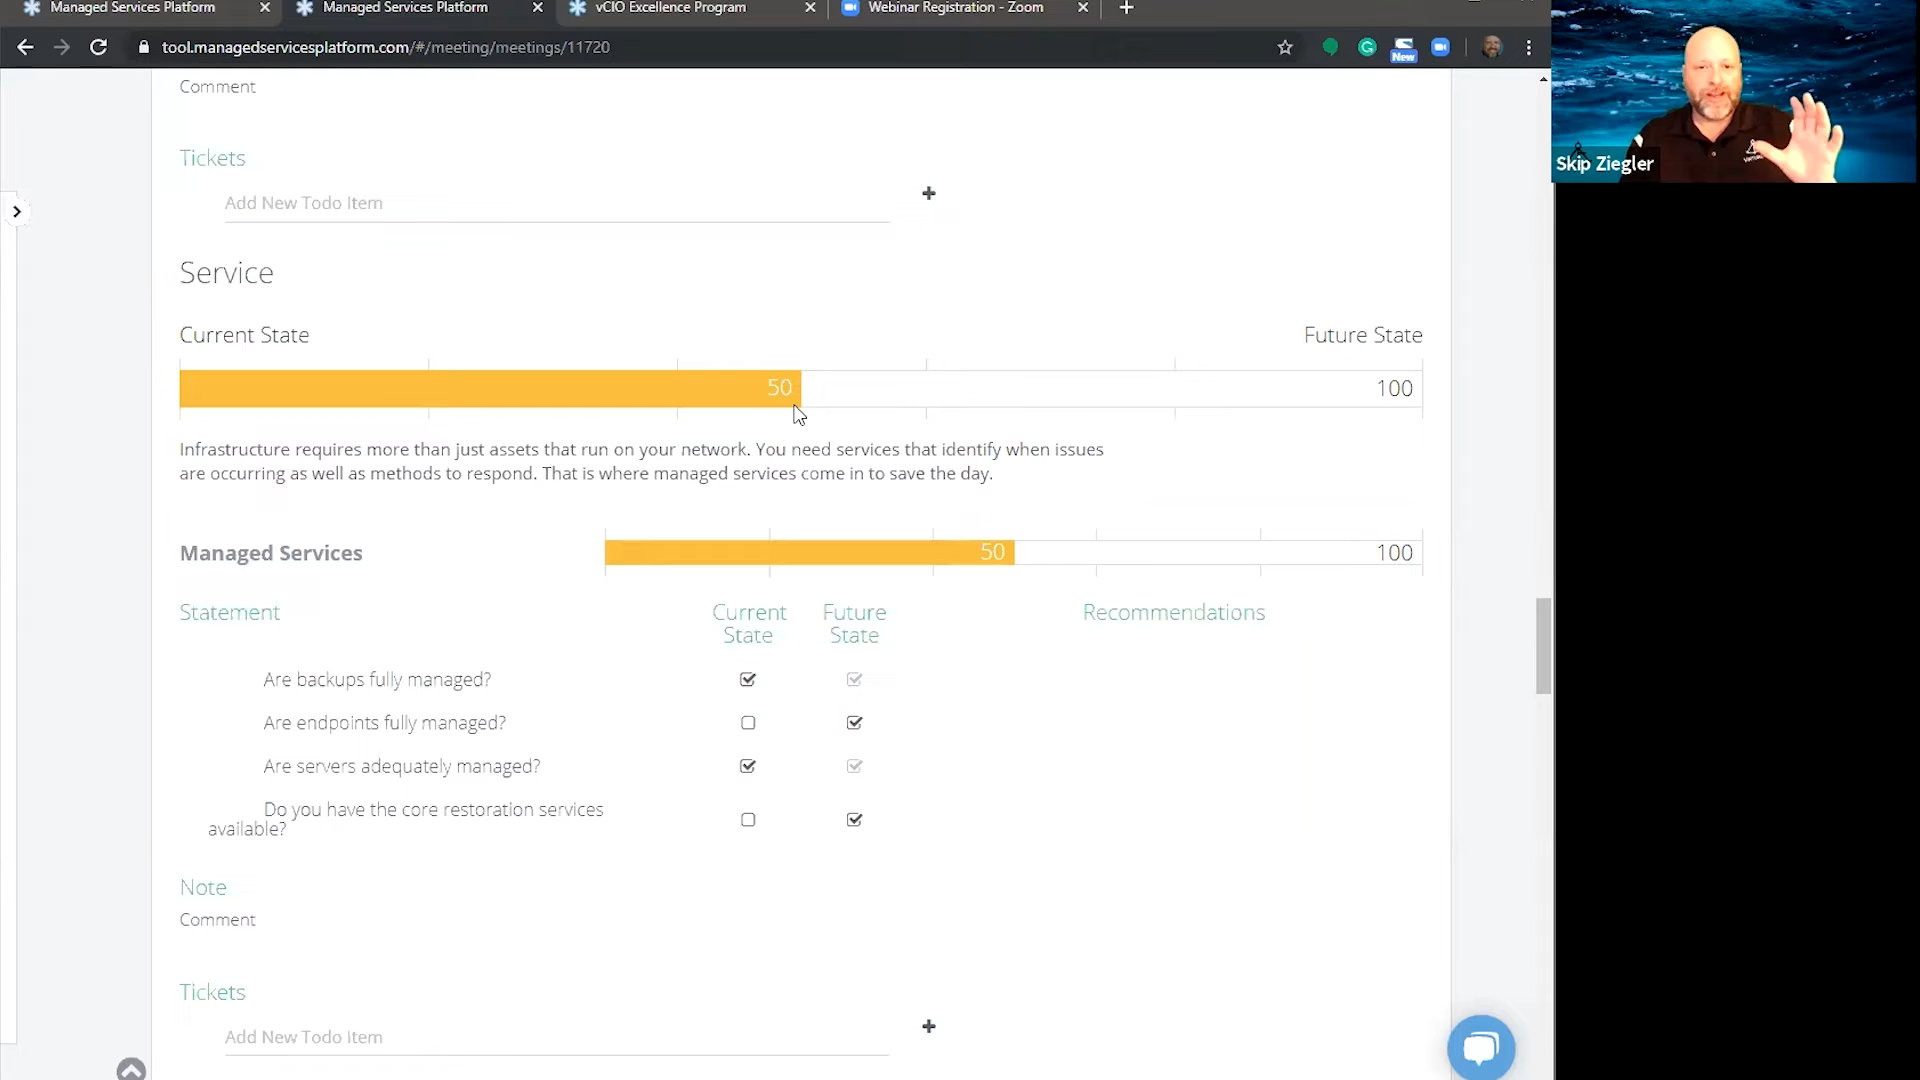 Managed Services Platform
Managed Services Platform
vCIO Excellence Program
Webinar Registration - Zoom
tool.managedservicesplatform.com/#/meeting/meetings/11720
New
Skip Ziegler
Comment
Tickets
Add New Todo Item
Service
Current State
Future State
50
100
Infrastructure requires more than just assets that run on your network. You need services that identify when issues
are occurring as well as methods to respond. That is where managed services come in to save the day.
Managed Services
50
100
Statement
Current
State
Future
State
Recommendations
Are backups fully managed?
Are endpoints fully managed?
Are servers adequately managed?
Do you have the core restoration services
available?
Note
Comment
Tickets
Add New Todo Item